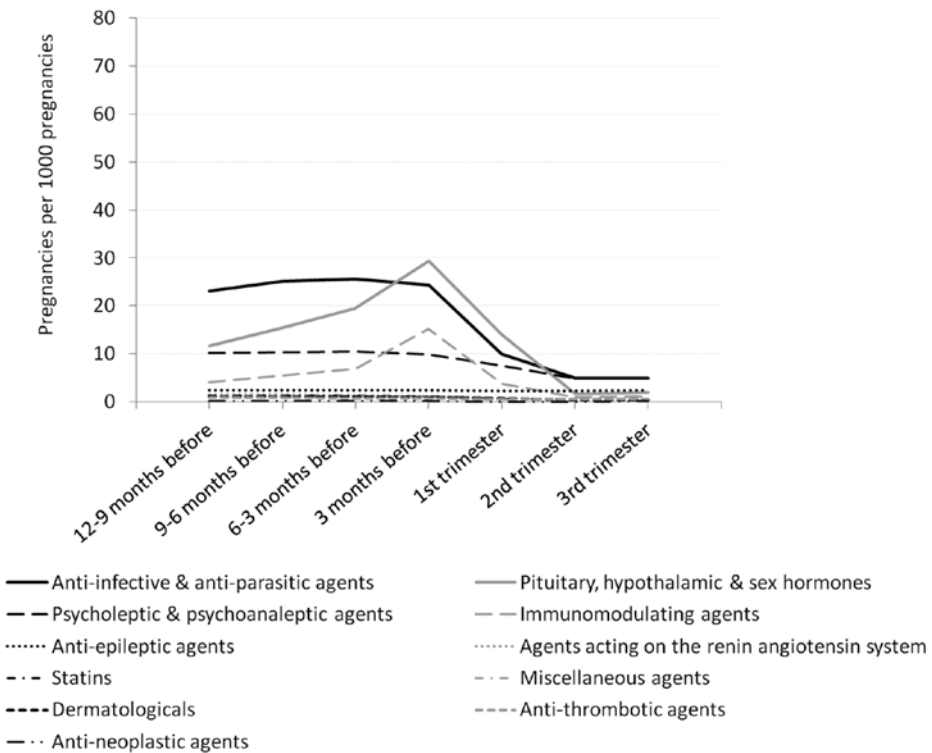 Pregnancies per 1000 pregnancies
80
70
60
50
40
30
20
10
0
12-9 months before
9-6 months before
6-3 months before
3 months before
1st trimester
2nd trimester
3rd trimester
Anti-infective & anti-parasitic agents
Pituitary, hypothalamic & sex hormones
Psycholeptic & psychoanaleptic agents
Immunomodulating agents
Anti-epileptic agents
Agents acting on the renin angiotensin system
Statins
Miscellaneous agents
Dermatologicals
Anti-thrombotic agents
Anti-neoplastic agents